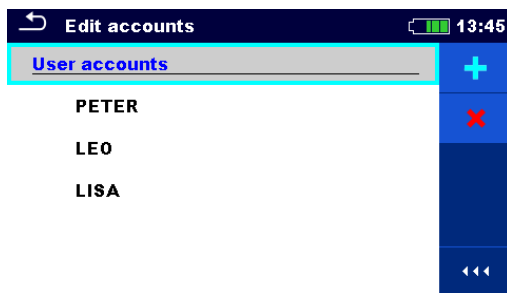 Edit accounts 13:45
User accounts
PETER
LEO
LISA